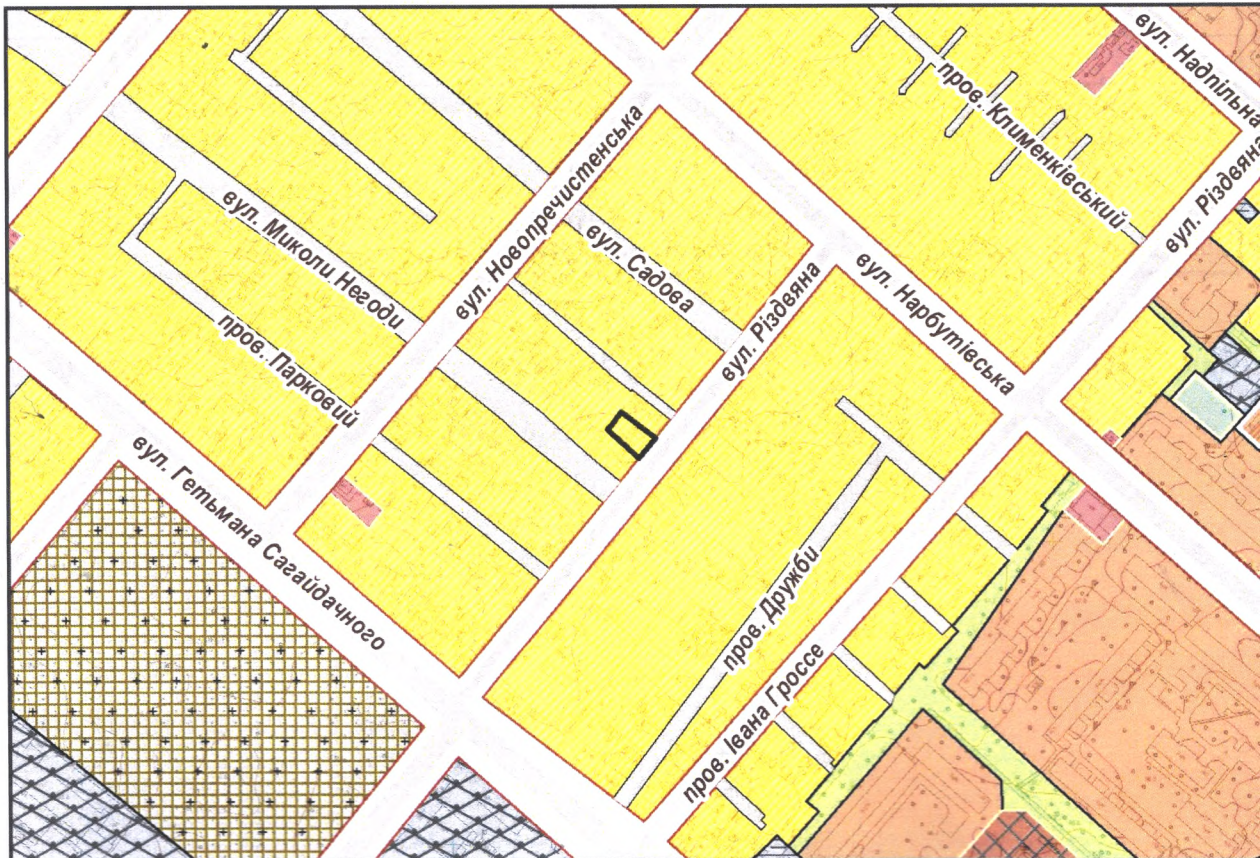 вул. Надпільна
пров. Клименківський
вул. Різдвяна
вул. Новопречистенська
вул. Миколи Негоди
вул. Садова
вул. Різдвяна
вул. Нарбутівська
пров. Парковий
вул. Гетьмана Сагайдачного
пров. Дружби
пров. Івана Гроссе